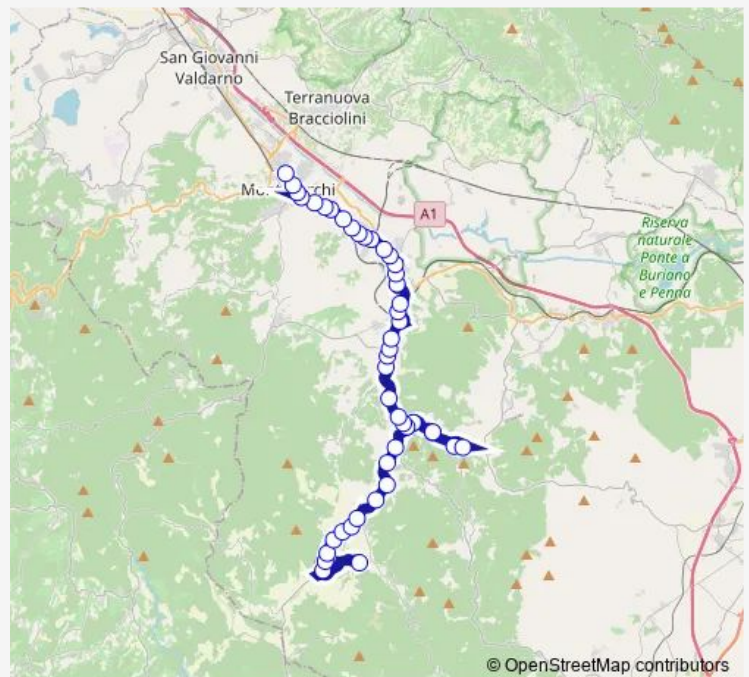 San Giovanni
Valdarno
Terranuova
Bracciolini
A1
Riserva
naturale
Ponte a
Buriano
e Penna
© OpenStreetMap contributors